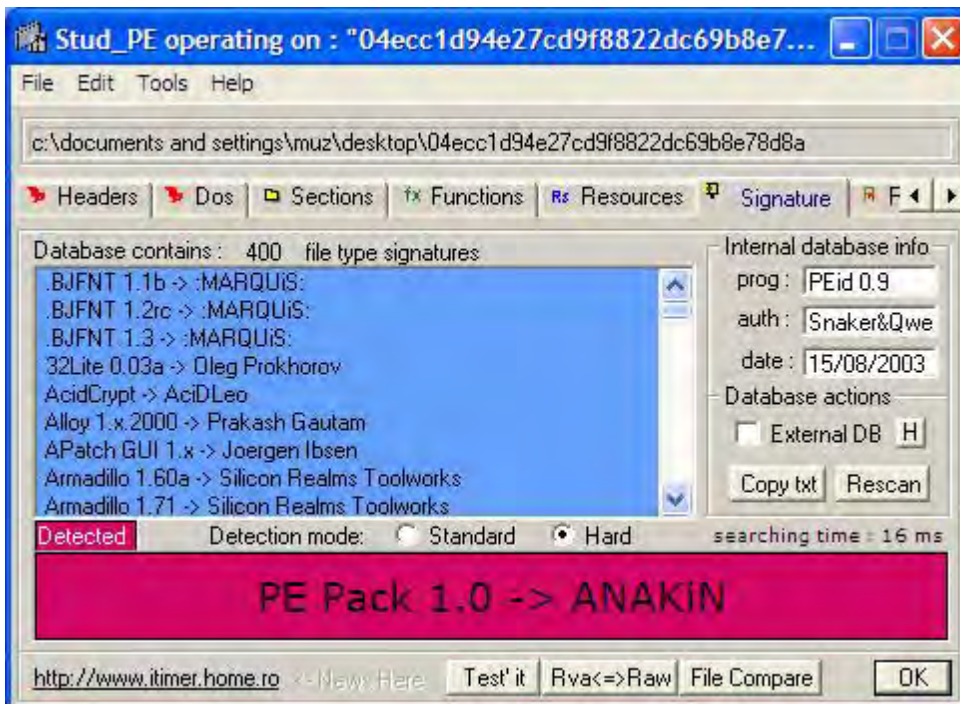 Stud_PE operating on : "04ecc1d94e27cd9f8822dc69b8e7...
File Edit Tools Help
c:\documents and settings\muz\desktop\04ecc1d94e27cd9f8822dc69b8e78d8a
Headers Dos Sections fx Functions Rs Resources Signature F
Database contains : 400 file type signatures
.BJFNT 1.1b -> :MARQUiS:
.BJFNT 1.2rc -> :MARQUiS:
.BJFNT 1.3 -> :MARQUiS:
32Lite 0.03a -> Oleg Prokhorov
AcidCrypt -> AciDLeo
Alloy 1.x.2000 -> Prakash Gautam
APatch GUI 1.x -> Joergen Ibsen
Armadillo 1.60a -> Silicon Realms Toolworks
Armadillo 1.71 -> Silicon Realms Toolworks
Internal database info
prog : PEid 0.9
auth : Snaker&Qwe
date : 15/08/2003
Database actions
External DB H
Copy txt Rescan
Detected Detection mode: Standard Hard searching time : 16 ms
PE Pack 1.0 -> ANAKiN
http://www.itimer.home.ro <- News Here Test' it Rva<=>Raw File Compare OK